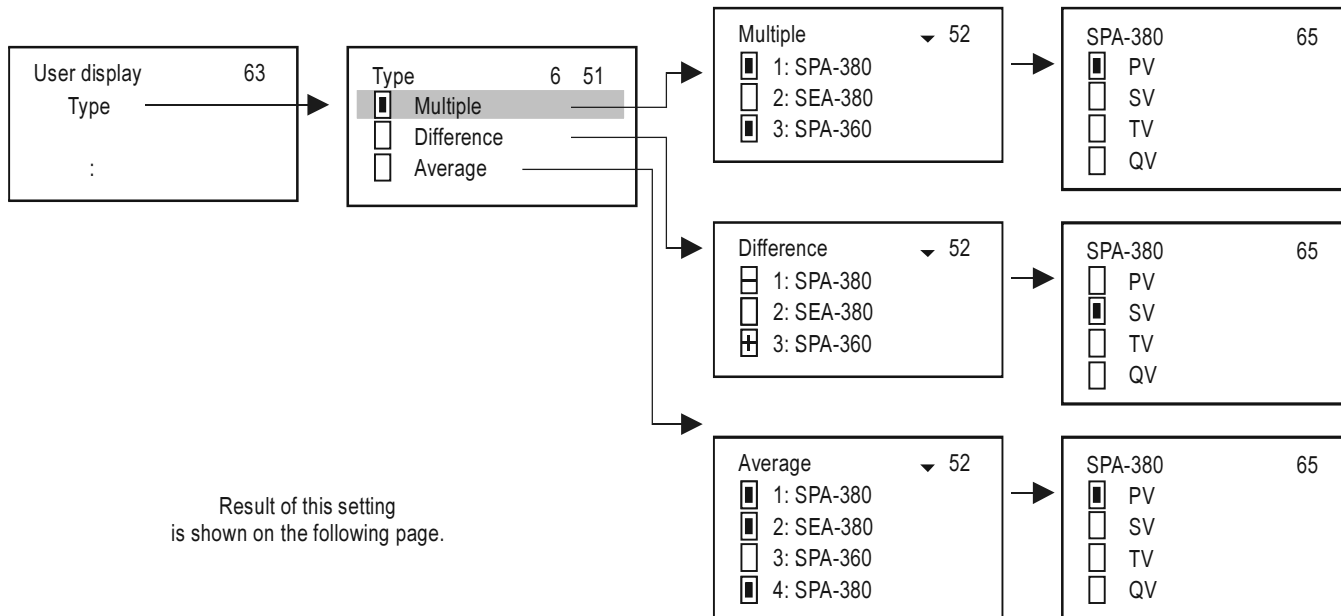 User display 63
Type
:
Type 6 51
Multiple
Difference
Average
Multiple 52
1: SPA-380
2: SEA-380
3: SPA-360
SPA-380 65
PV
SV
TV
QV
Difference 52
1: SPA-380
2: SEA-380
3: SPA-360
SPA-380 65
PV
SV
TV
QV
Average 52
1: SPA-380
2: SEA-380
3: SPA-360
4: SPA-380
SPA-380 65
PV
SV
TV
QV
Result of this setting
is shown on the following page.